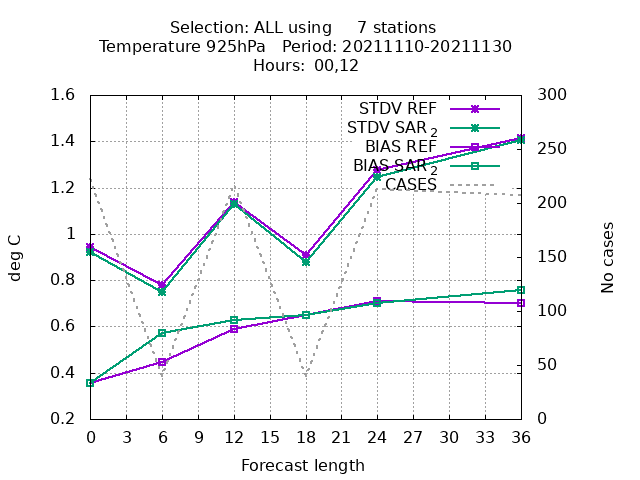 Selection: ALL using     7 stations
Temperature 925hPa   Period: 20211110-20211130
Hours:  00,12
1.6
1.4
1.2
1
0.8
0.6
0.4
0.2
300
250
200
150
100
50
0
STDV REF
STDV SAR2
BIAS REF
BIAS SAR2
CASES
deg C
No cases
0 3 6 9 12 15 18 21 24 27 30 33 36
Forecast length